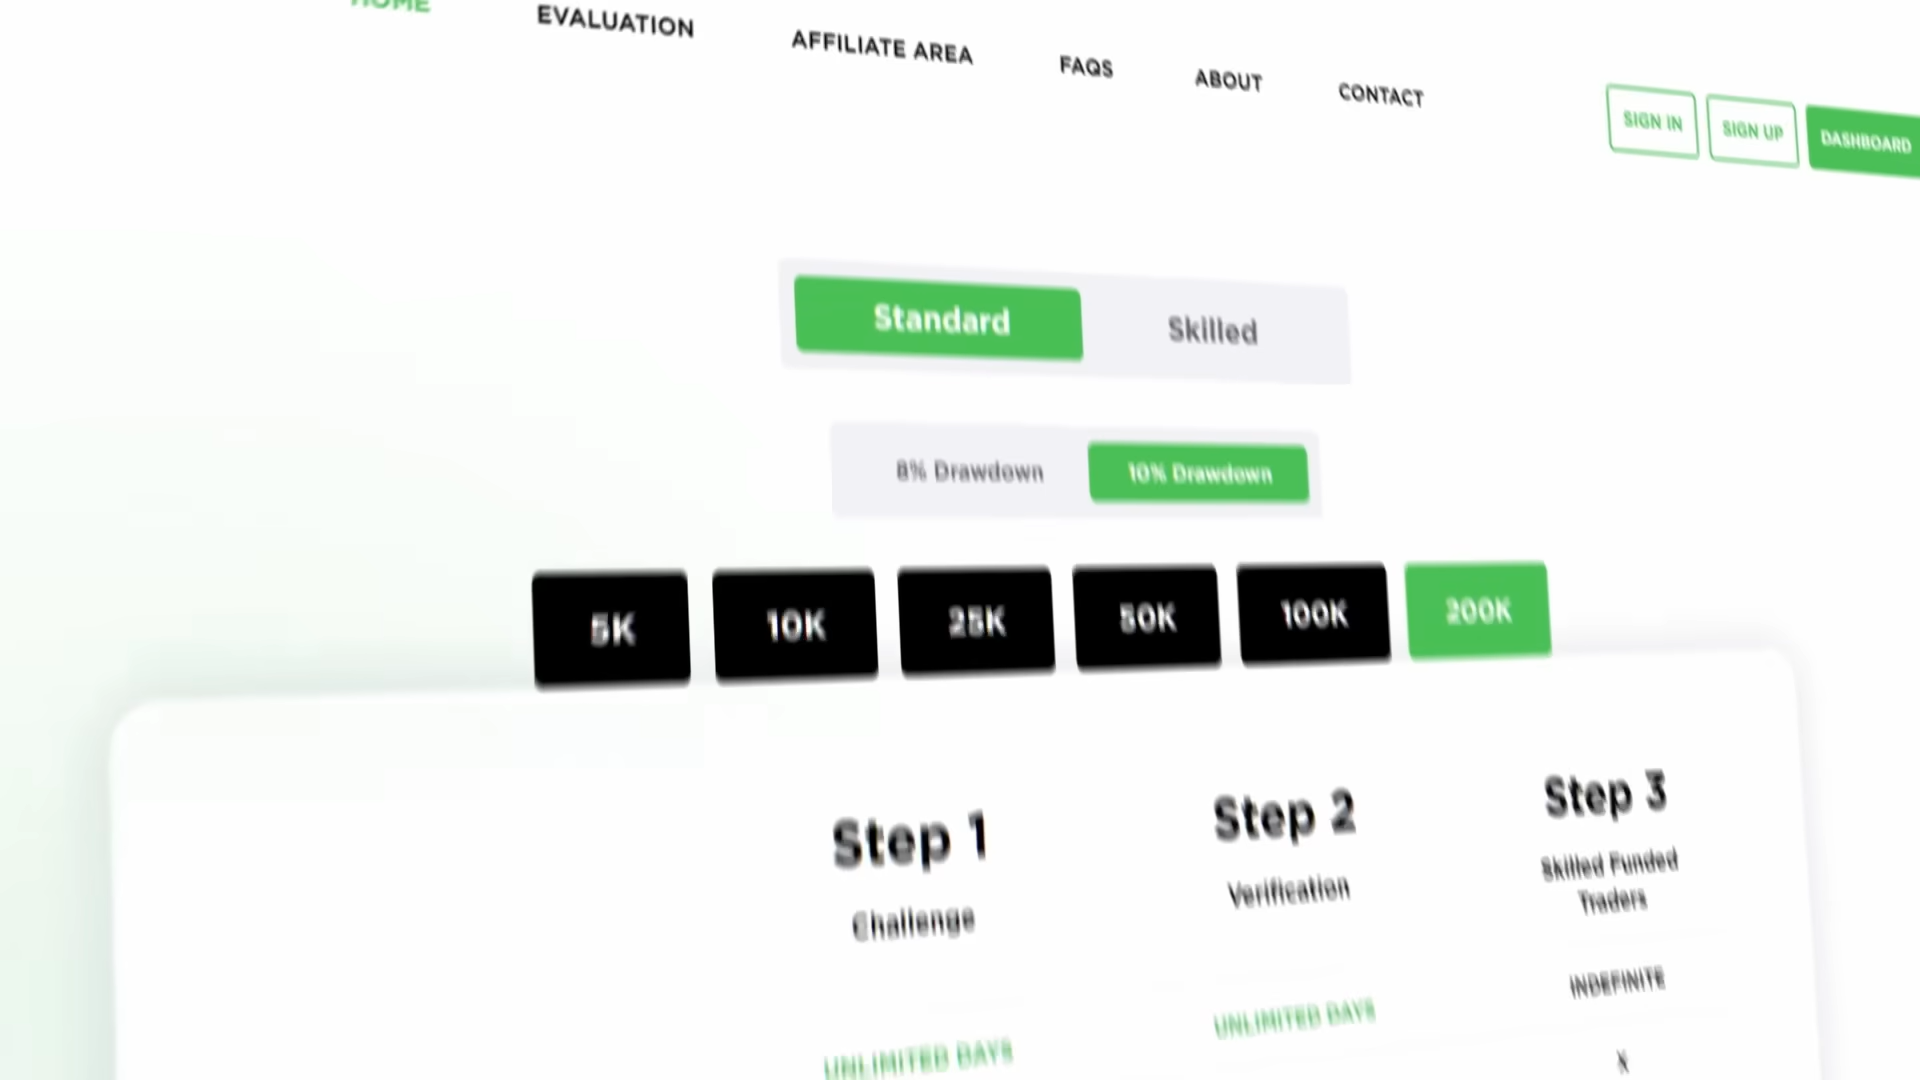 HOME
EVALUATION
AFFILIATE AREA
FAQS
ABOUT
CONTACT
SIGN IN
SIGN UP
DASHBOARD
Standard
Skilled
8% Drawdown
10% Drawdown
5K
10K
25K
50K
100K
200K
Step 1
Step 2
Step 3
Challenge
Verification
Skilled Funded
Traders
UNLIMITED DAYS
UNLIMITED DAYS
INDEFINITE
X